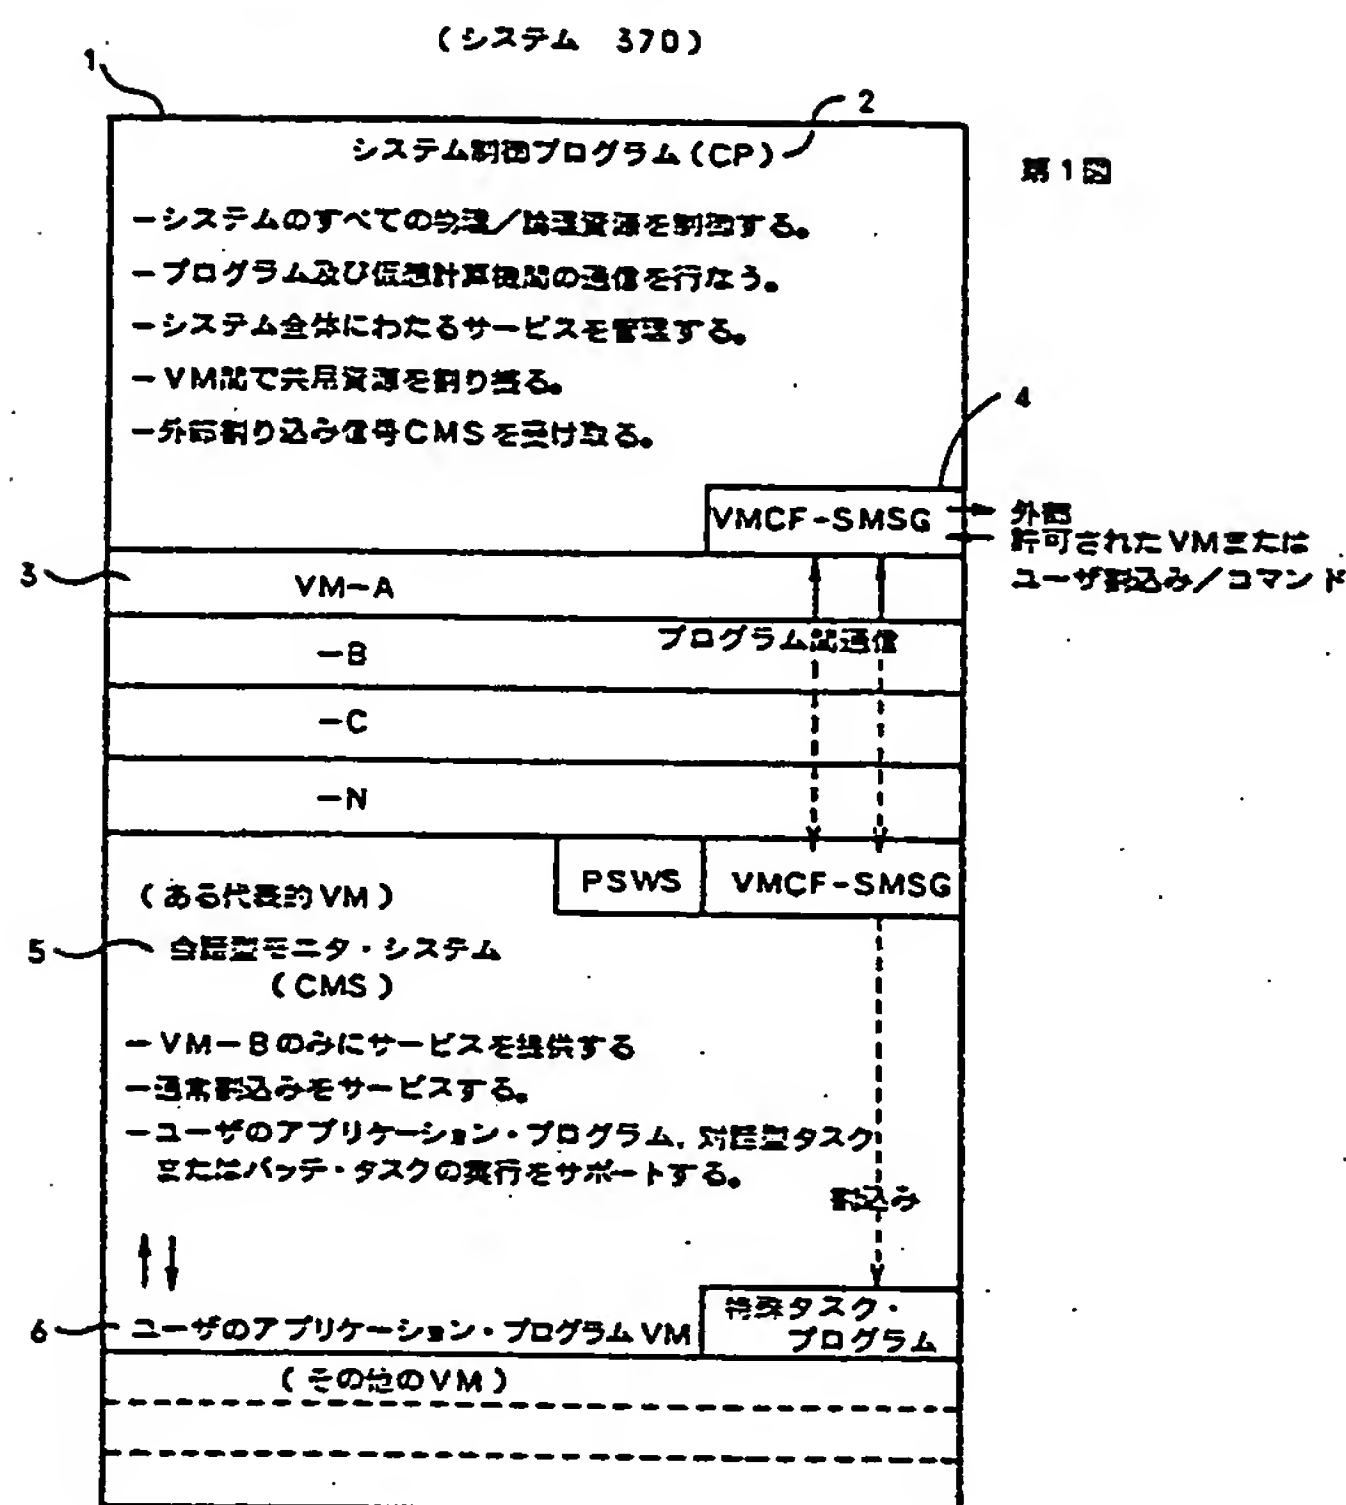 (システム 370)
1
2
システム制御プログラム(CP)
第1図
ーシステムのすべての物理/論理資源を制御する。
ープログラム及び仮想計算機間の通信を行なう。
ーシステム全体にわたるサービスを管理する。
ーVM間で共用資源を割り振る。
ー外部割り込み信号CMSを受け取る。
4
VMCF-SMSG
外部
許可されたVMまたは
ユーザ割込み/コマンド
3
VM-A
プログラム間通信
-B
-C
-N
PSWS
VMCF-SMSG
(ある代表的VM)
5
会話型モニタ・システム
(CMS)
ーVM-Bのみにサービスを提供する
ー通常割込みをサービスする。
ーユーザのアプリケーション・プログラム,対話型タスク
またはバッチ・タスクの実行をサポートする。
割込み
特殊タスク・
プログラム
6
ユーザのアプリケーション・プログラムVM
(その他のVM)